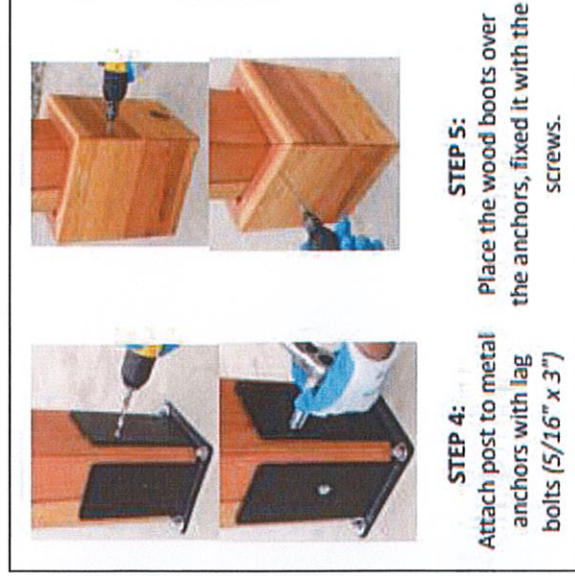 STEP 4:
Attach post to metal
anchors with lag
bolts (5/16" x 3")
STEP 5:
Place the wood boots over
the anchors, fixed it with the
screws.